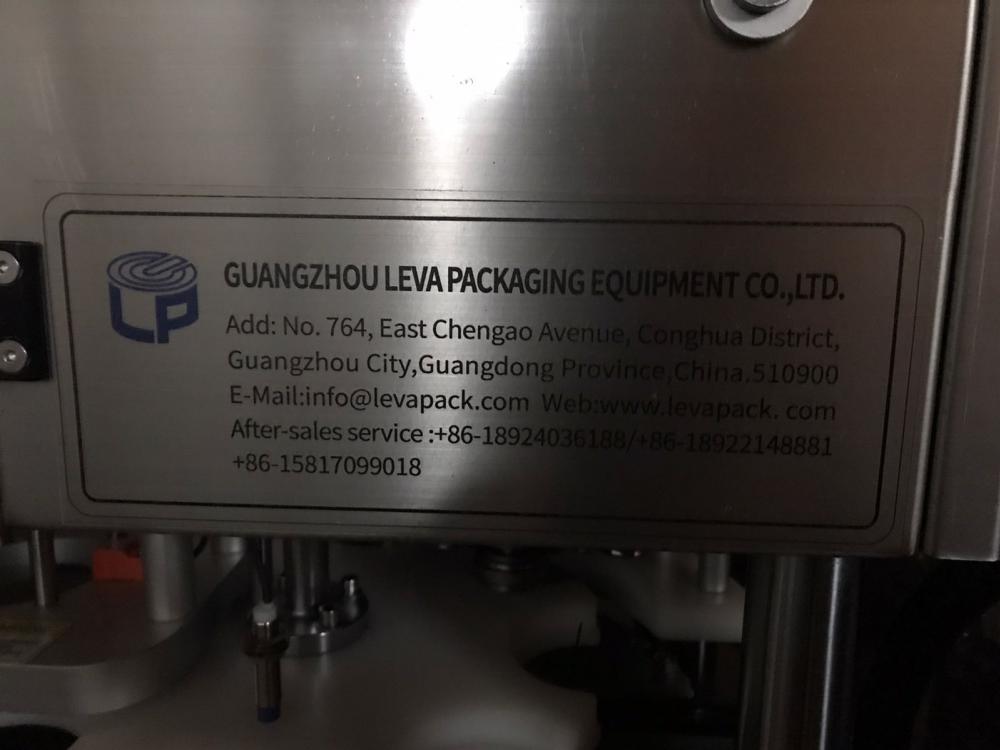 LP
GUANGZHOU LEVA PACKAGING EQUIPMENT CO.,LTD.
Add: No. 764, East Chengao Avenue, Conghua District,
Guangzhou City,Guangdong Province,China.510900
E-Mail:info@levapack.com Web:www.levapack. com
After-sales service :+86-18924036188/+86-18922148881
+86-15817099018